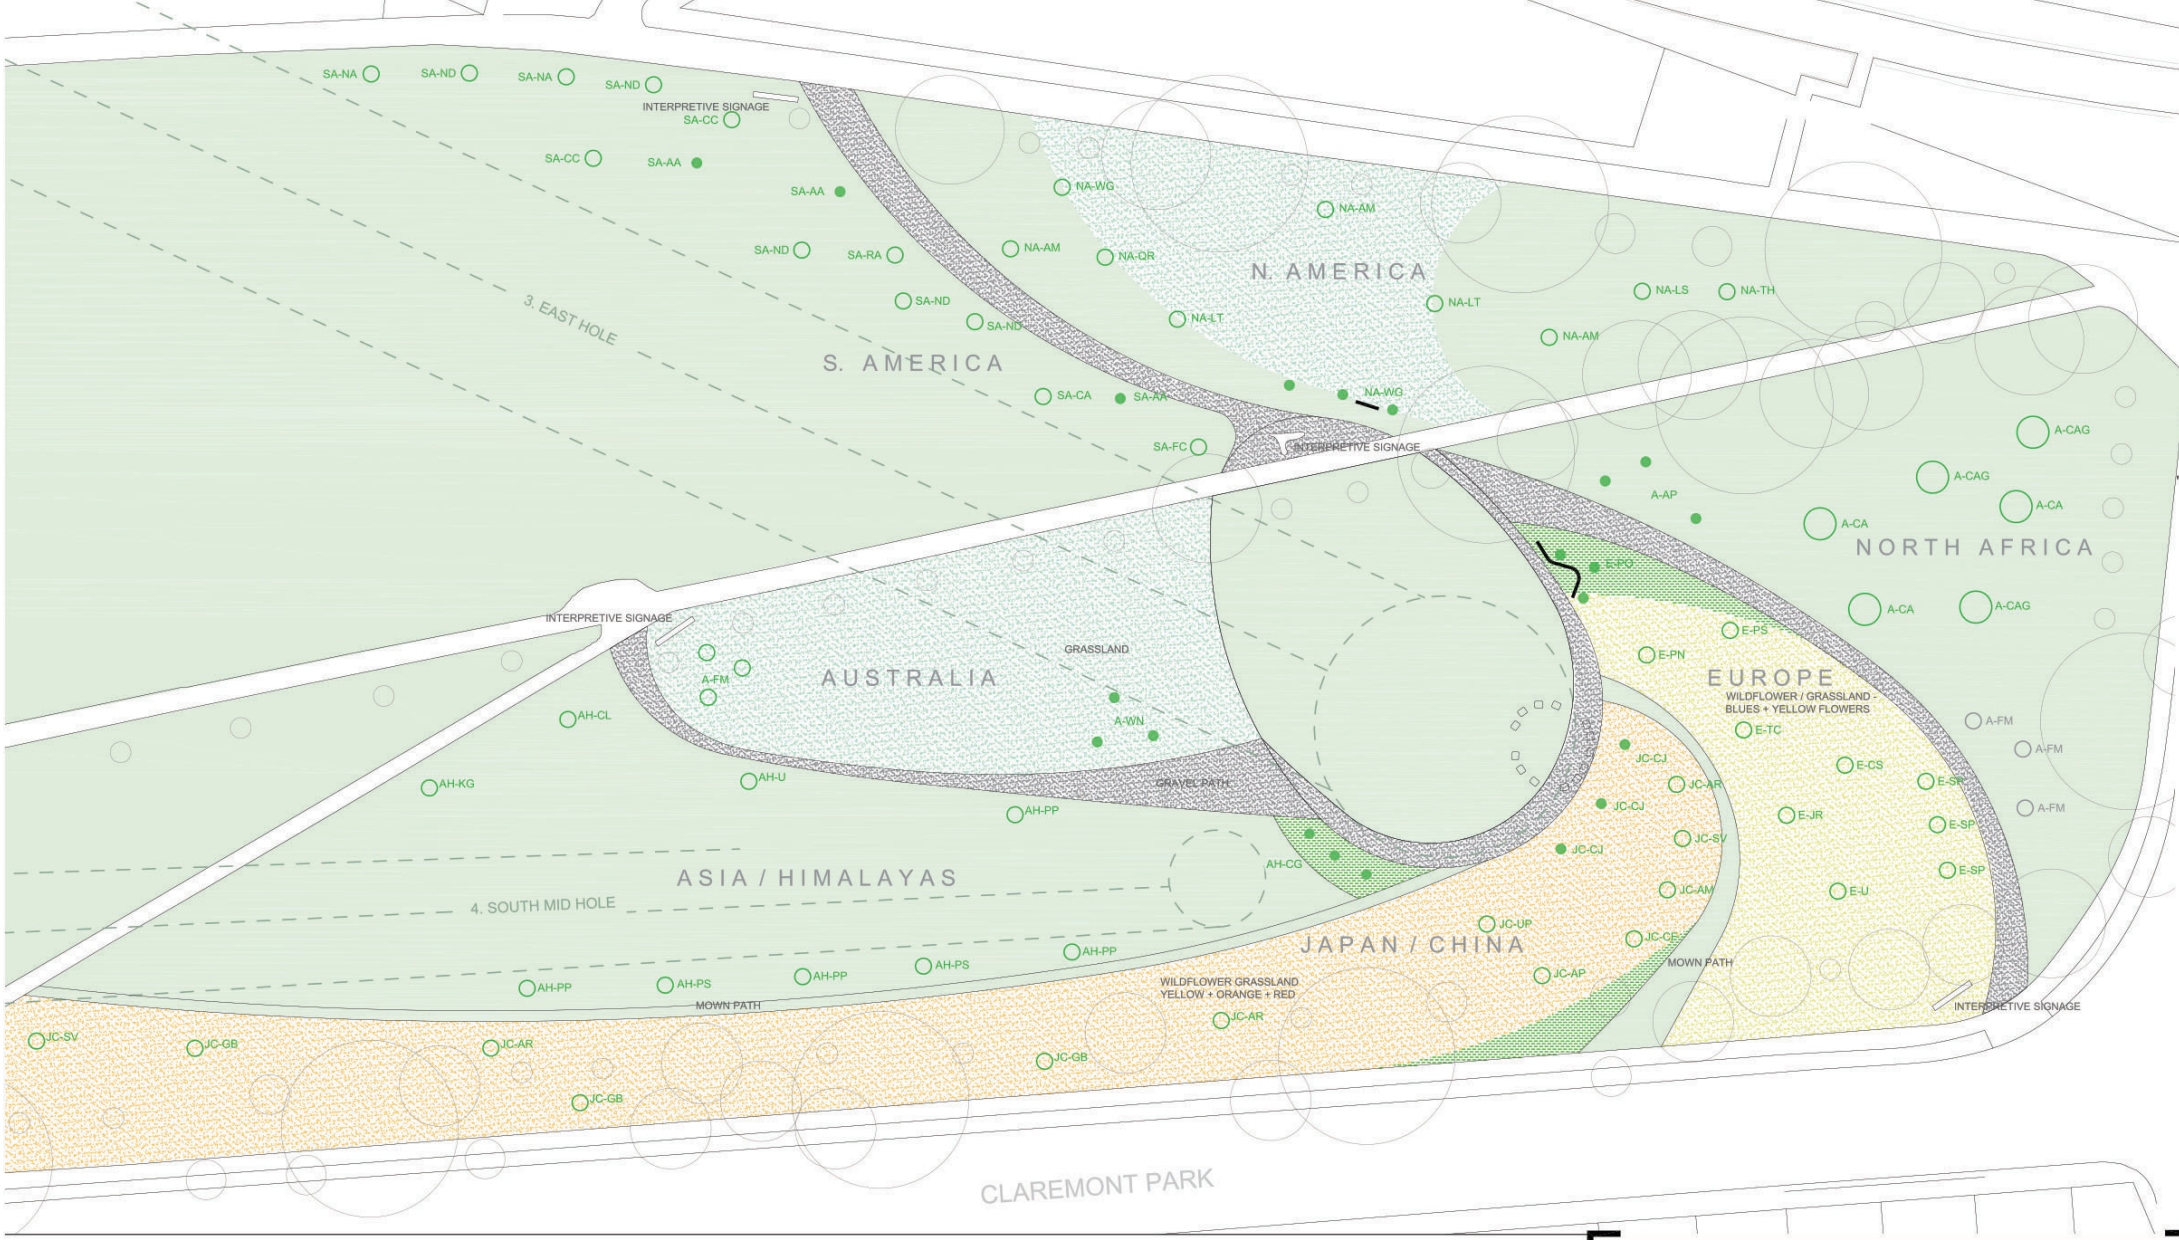 SA-NA
SA-ND
SA-NA
SA-ND
INTERPRETIVE SIGNAGE
SA-CC
SA-CC
SA-AA
SA-AA
NA-WG
NA-AM
SA-ND
SA-RA
NA-AM
NA-QR
N. AMERICA
SA-ND
SA-ND
NA-LT
NA-LT
NA-LS
NA-TH
NA-AM
3. EAST HOLE
S. AMERICA
SA-CA
SA-AA
NA-WG
SA-FC
INTERPRETIVE SIGNAGE
A-CAG
A-CAG
A-AP
A-CA
A-CA
NORTH AFRICA
E-PO
A-CA
A-CAG
INTERPRETIVE SIGNAGE
GRASSLAND
E-PS
E-PN
A-FM
AUSTRALIA
EUROPE
WILDFLOWER / GRASSLAND -
BLUES + YELLOW FLOWERS
AH-CL
A-WN
E-TC
A-FM
A-FM
A-FM
JC-CJ
E-CS
AH-KG
AH-U
GRAVEL PATH
JC-AR
E-SP
AH-PP
JC-CJ
E-JR
E-SP
JC-SV
JC-CJ
AH-CG
E-SP
ASIA / HIMALAYAS
JC-AM
E-U
4. SOUTH MID HOLE
JC-UP
JC-CE
JAPAN / CHINA
AH-PP
AH-PS
MOWN PATH
AH-PP
AH-PS
AH-PP
JC-AP
WILDFLOWER GRASSLAND
YELLOW + ORANGE + RED
MOWN PATH
INTERPRETIVE SIGNAGE
JC-AR
JC-SV
JC-GB
JC-AR
JC-GB
JC-GB
CLAREMONT PARK